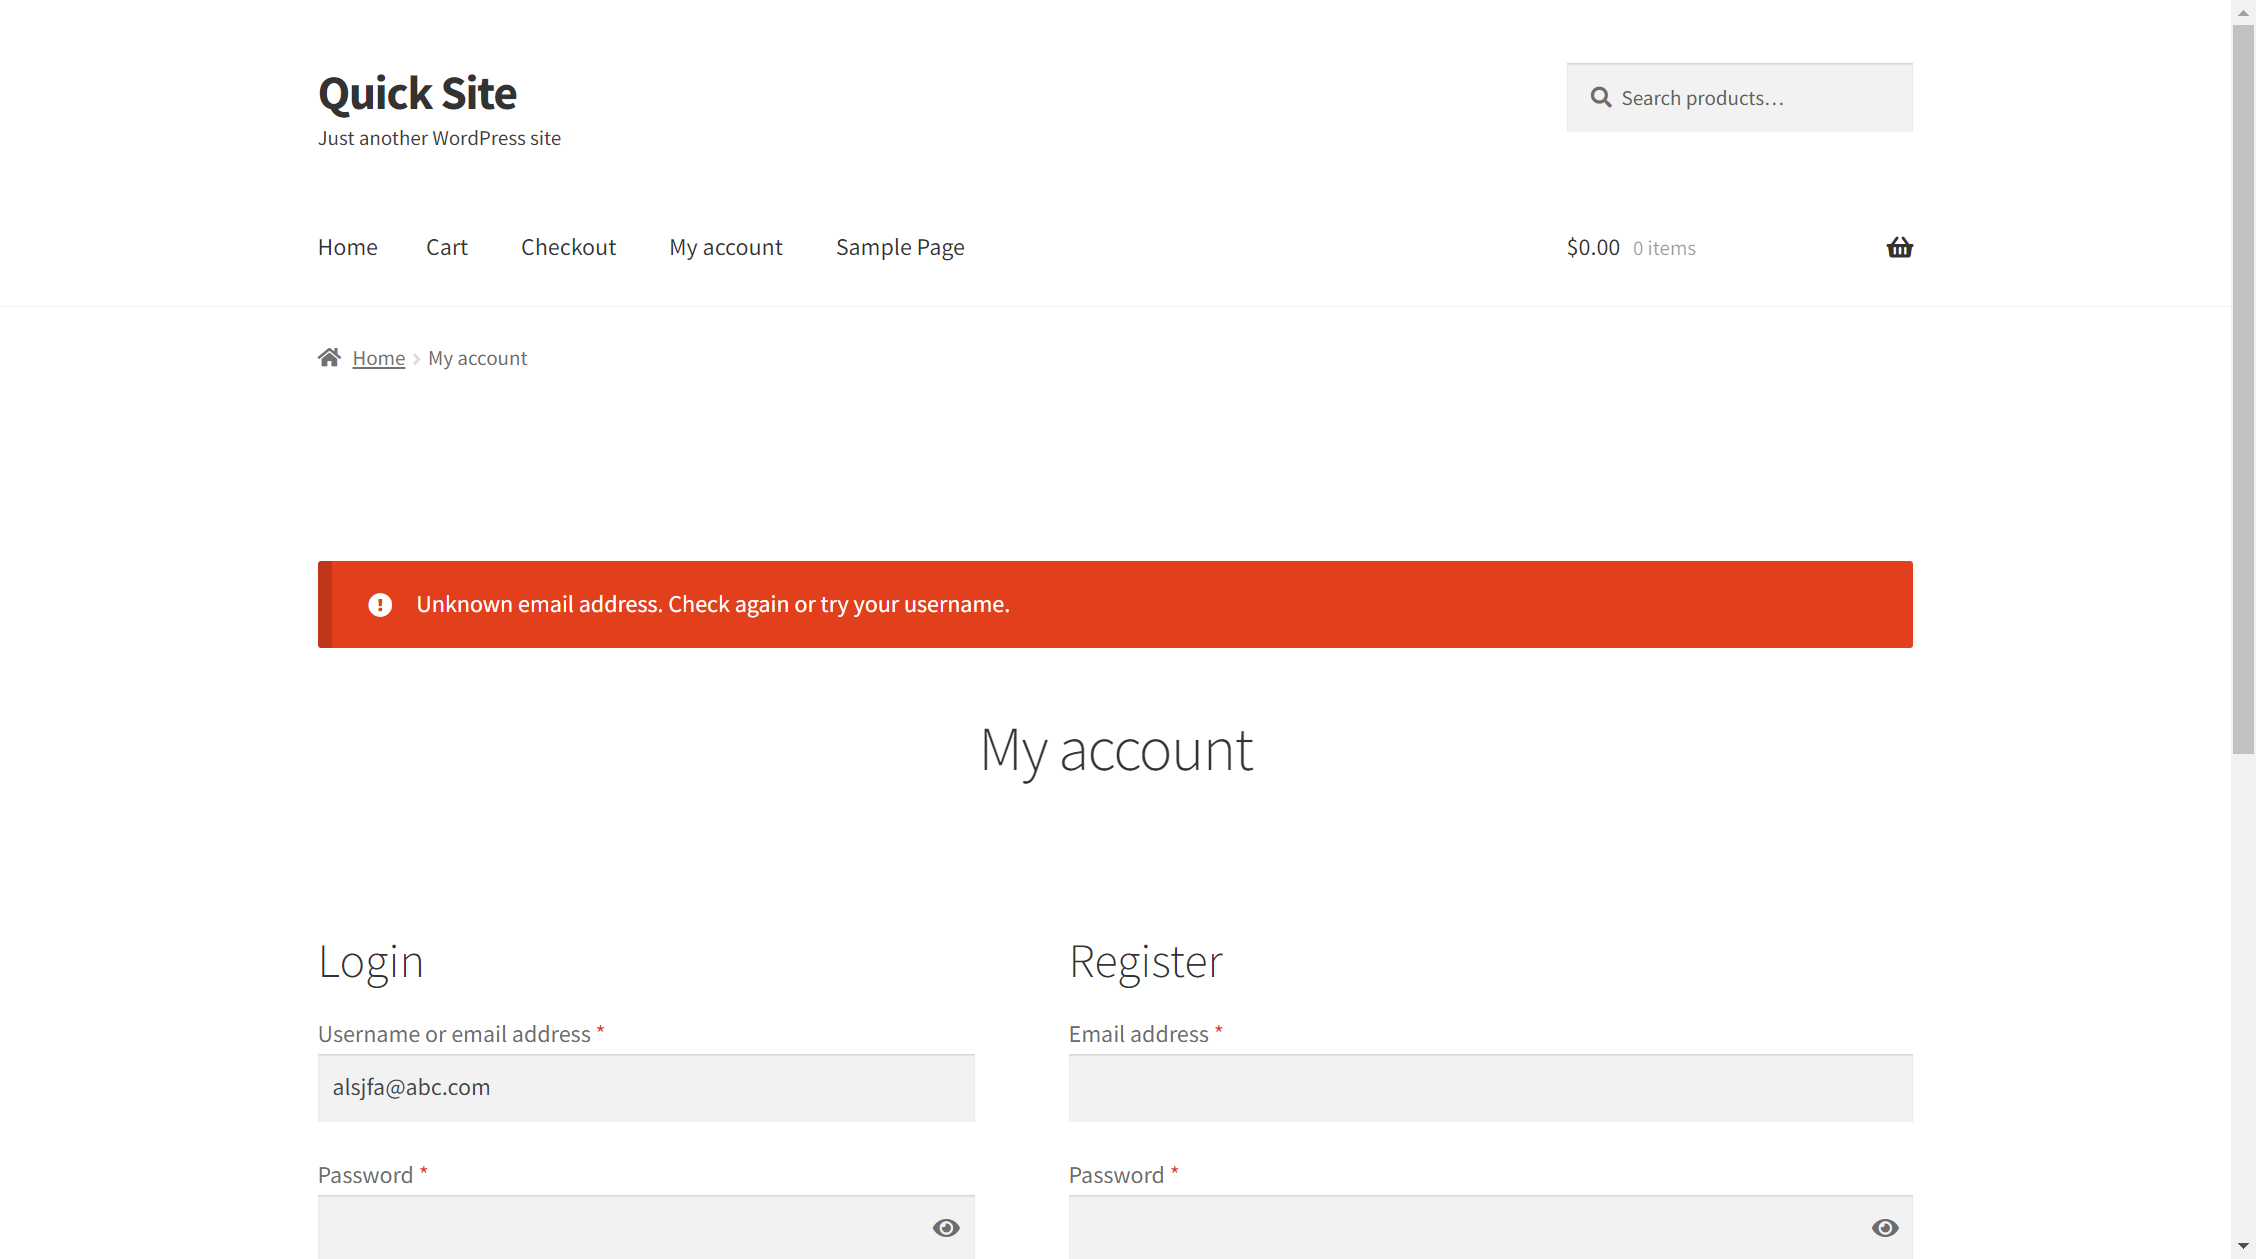 Quick Site
Just another WordPress site
Search products…
Home Cart Checkout My account Sample Page
$0.00 0 items
Home My account
Unknown email address. Check again or try your username.
My account
Login
Username or email address *
alsjfa@abc.com
Password *
Register
Email address *
Password *